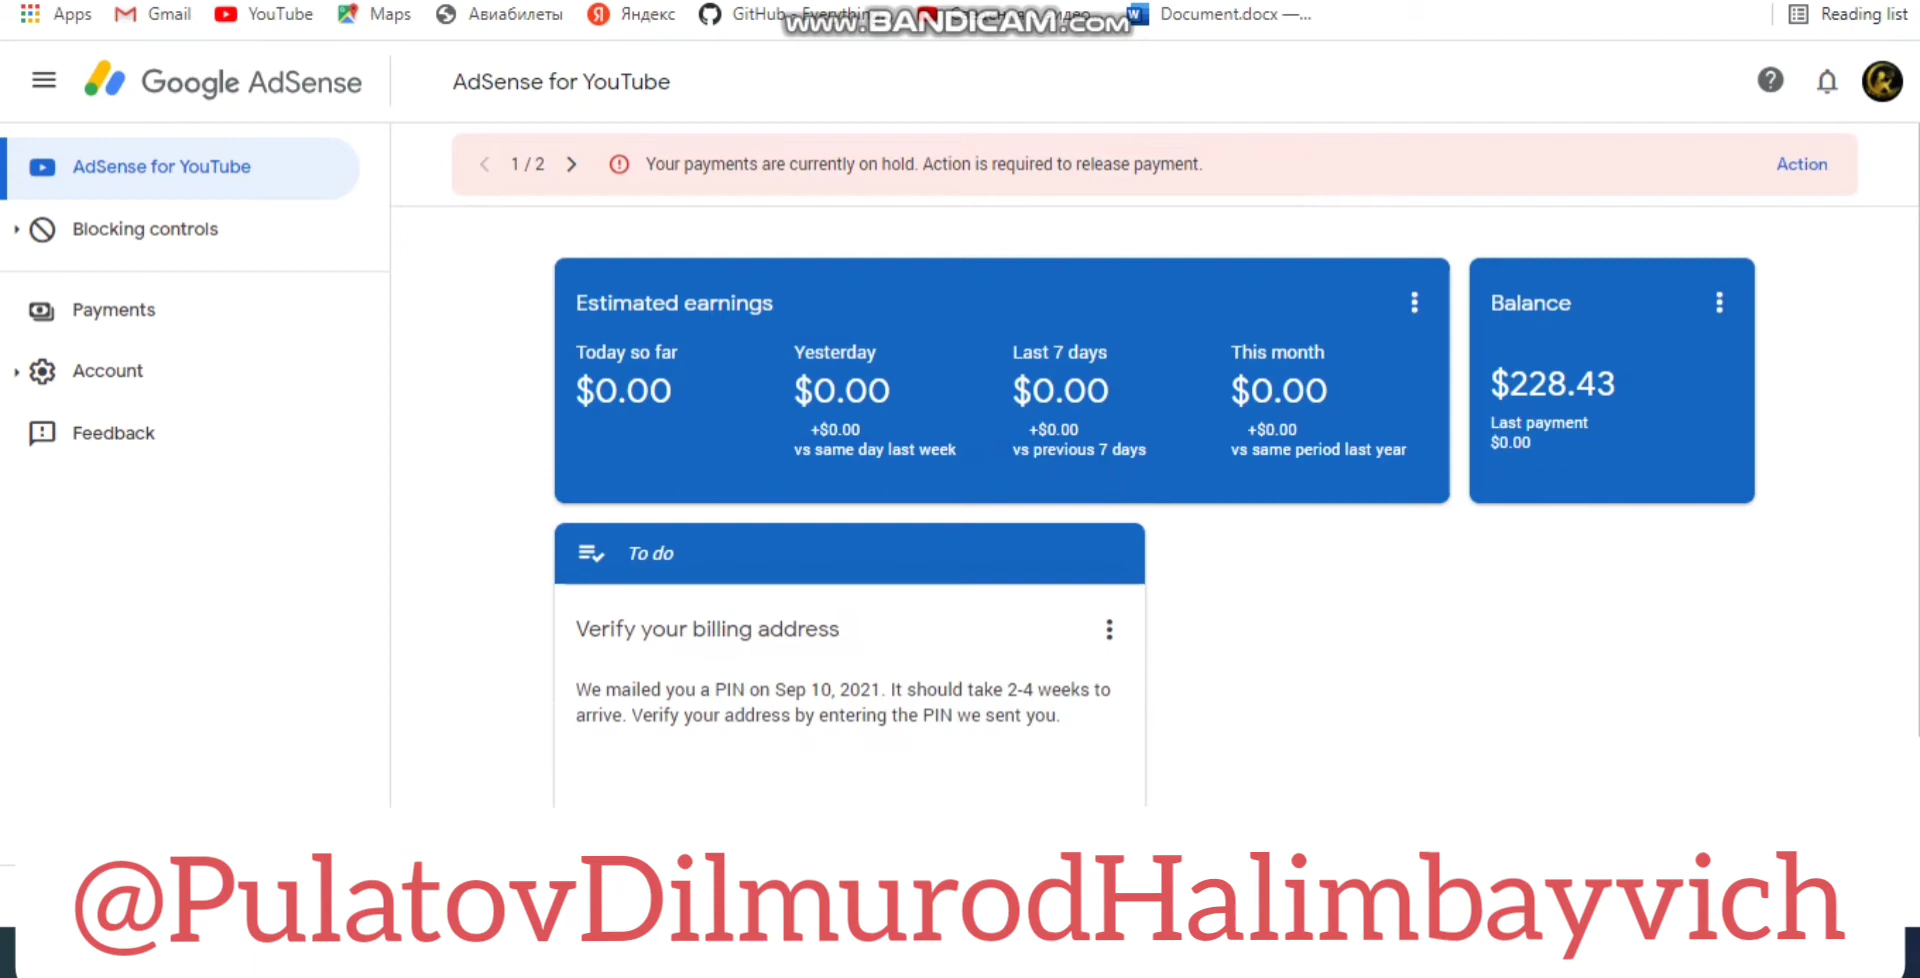 Apps Gmail YouTube Maps Авиабилеты Яндекс GitHub - Document.docx —... Reading list
www.BANDICAM.com
Google AdSense AdSense for YouTube
AdSense for YouTube
1 / 2 Your payments are currently on hold. Action is required to release payment. Action
Blocking controls
Payments
Account
Feedback
Estimated earnings
Today so far
$0.00
Yesterday
$0.00
+$0.00
vs same day last week
Last 7 days
$0.00
+$0.00
vs previous 7 days
This month
$0.00
+$0.00
vs same period last year
Balance
$228.43
Last payment
$0.00
To do
Verify your billing address
We mailed you a PIN on Sep 10, 2021. It should take 2-4 weeks to
arrive. Verify your address by entering the PIN we sent you.
@PulatovDilmurodHalimbayvich